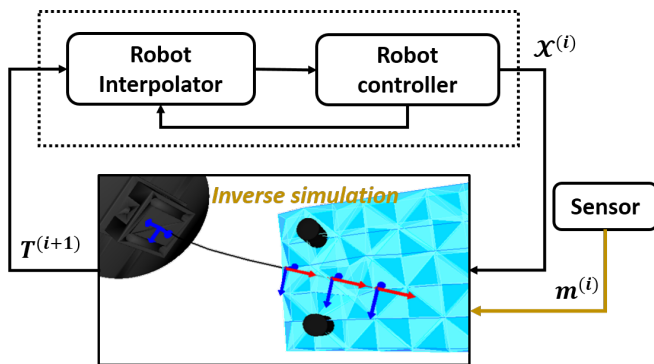 Robot
Interpolator
Robot
controller
𝒳^(i)
Inverse simulation
Sensor
T^(i+1)
m^(i)